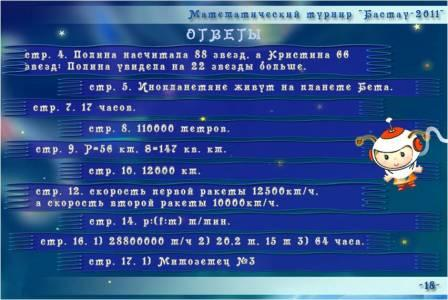 Математический турнир "Бастау-2011"
ОТВЕТЫ
стр. 4. Полина насчитала 88 звезд, а Кристина 66
звезд: Полина увидела на 22 звезды больше.
стр. 5. Инопланетяне живут на планете Бета.
стр. 7. 17 часов.
стр. 8. 110000 метров.
стр. 9. P=56 км. S=147 кв. км.
стр. 10. 12000 км.
стр. 12. скорость первой ракеты 12500км/ч.
а скорость второй ракеты 10000км/ч.
стр. 14. p:(f:m) т/мин.
стр. 16. 1) 28800000 т/ч 2) 20.2 т. 15 т 3) 64 часа.
стр. 17. 1) Митозетец №3
-18-